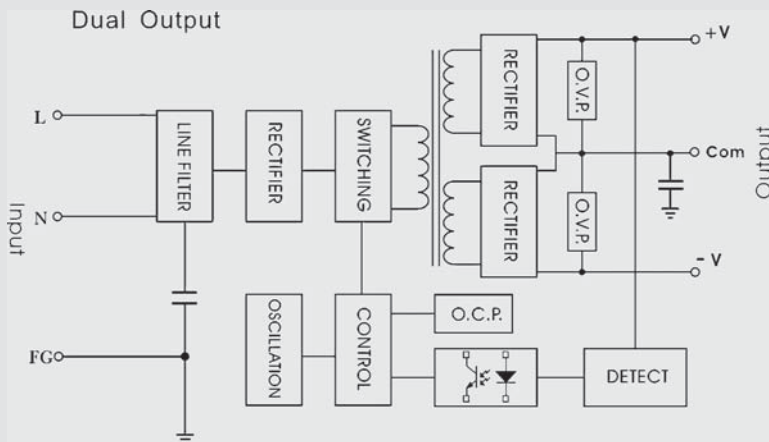 Dual Output
L
N
FG
Input
LINE FILTER
RECTIFIER
SWITCHING
RECTIFIER
RECTIFIER
O.V.P.
O.V.P.
+V
Com
- V
Output
OSCILLATION
CONTROL
O.C.P.
DETECT